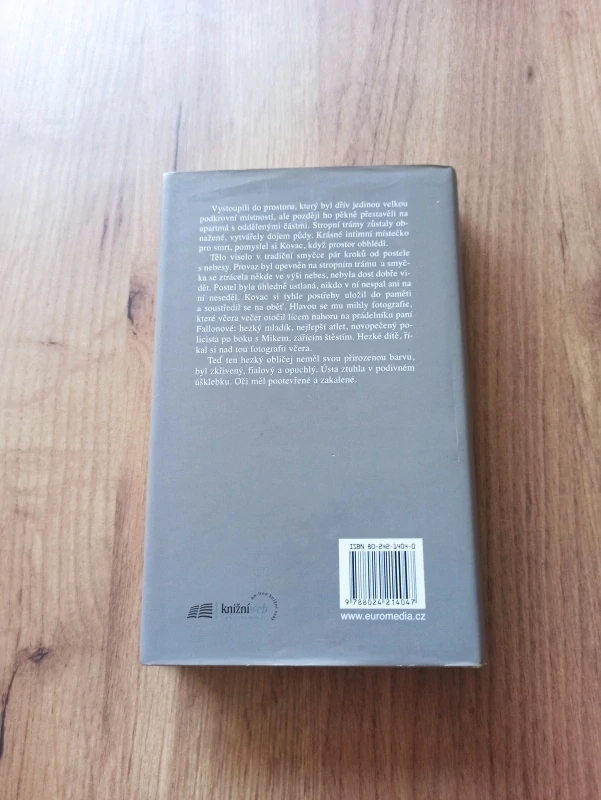 Vystoupili do prostoru, který byl dřív jedinou velkou
podkrovní místností, ale později ho pěkně přestavěli na
apartmá s oddělenými částmi. Stropní trámy zůstaly ob-
nažené, vytvářely dojem půdy. Krásné intimní místečko
pro smrt, pomyslel si Kovac, když prostor obhlédl.
Tělo viselo v tradiční smyčce pár kroků od postele
s nebesy. Provaz byl upevněn na stropním trámu a smyč-
ka se ztrácela někde ve výši nebes, nebyla dost dobře vi-
dět. Postel byla úhledně ustlaná, nikdo v ní nespal ani na
ní neseděl. Kovac si tyhle postřehy uložil do paměti
a soustředil se na oběť. Hlavou se mu mihly fotografie,
které včera večer otočil lícem nahoru na prádelníku paní
Fallonové: hezký mladík, nejlepší atlet, novopečený po-
licista po boku s Mikem, zářícím štěstím. Hezké dítě, ří-
kal si nad tou fotografií včera.
Teď ten hezký obličej neměl svou přirozenou barvu,
byl zkřivený, fialový a opuchlý. Ústa ztuhla v podivném
úšklebku. Oči měl pootevřené a zakalené.
ISBN 80-242-1404-0
9 788024 214047
www.euromedia.cz
knižníweb